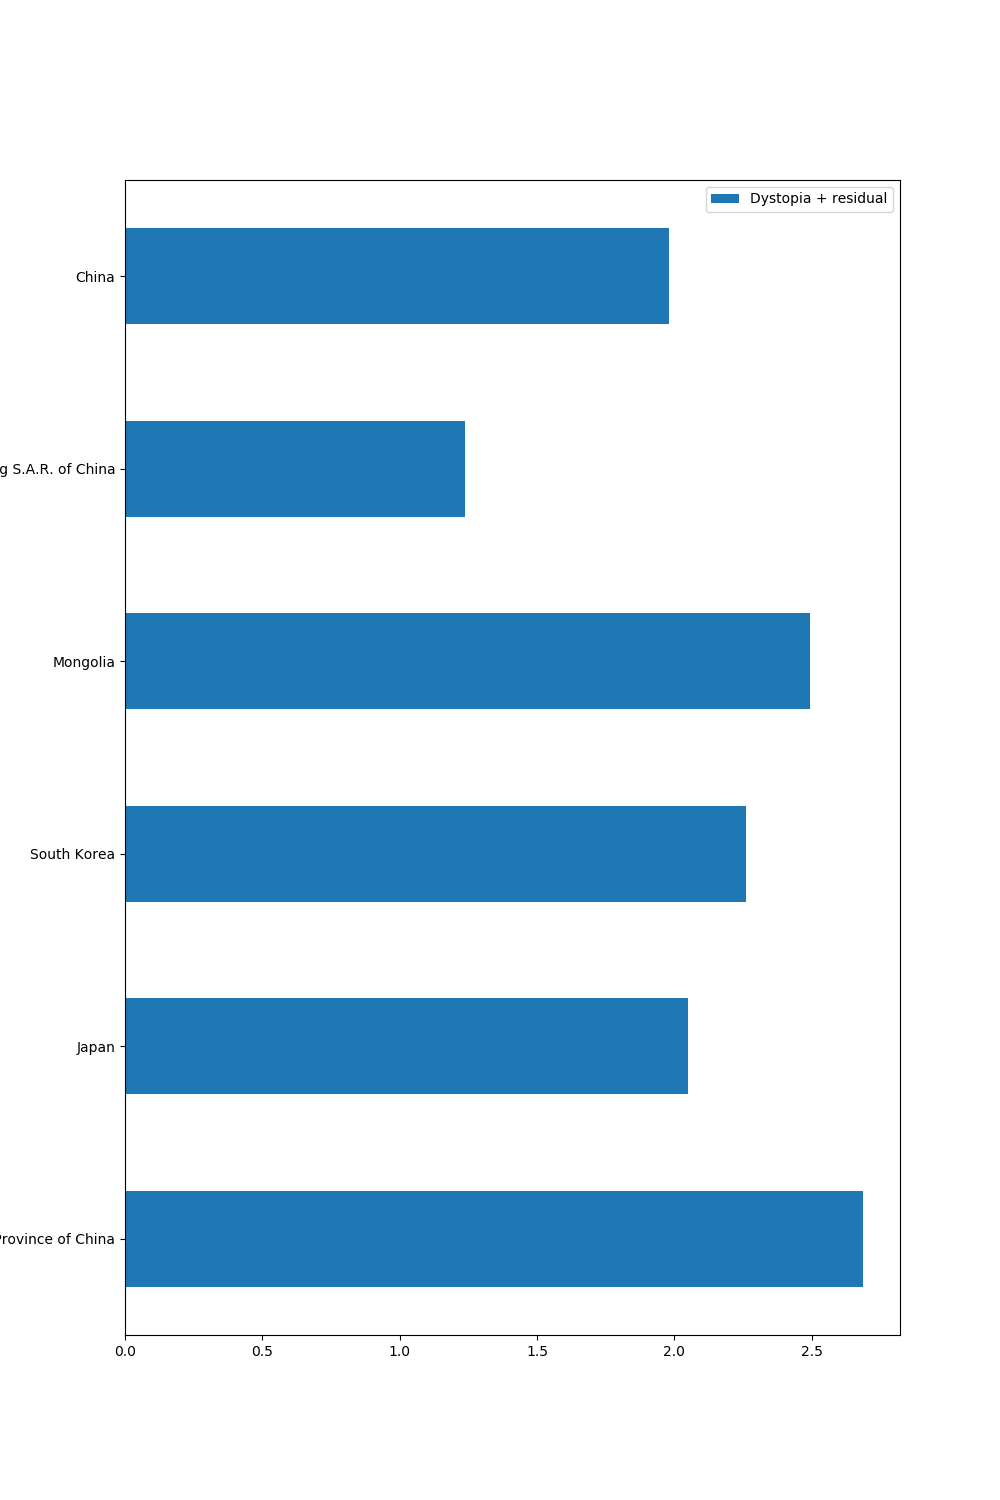 Dystopia + residual
China
g S.A.R. of China
Mongolia
South Korea
Japan
Province of China
0.0 0.5 1.0 1.5 2.0 2.5